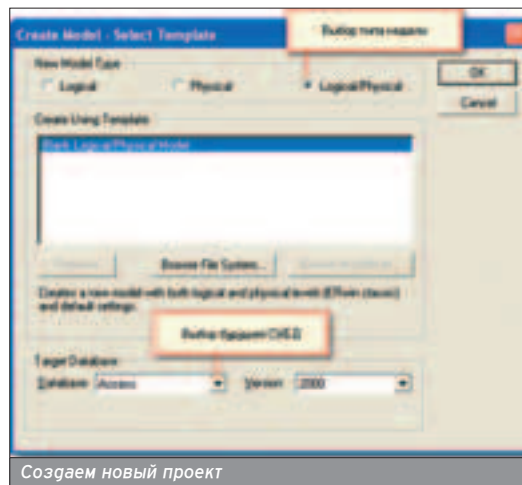 Create Model - Select Template
Выбор типа модели
New Model Type
Logical Physical Logical/Physical
OK
Cancel
Create Using Template:
Blank Logical/Physical Model
Browse File System...
Creates a new model with both logical and physical levels (ERwin classic)
and default settings.
Выбор будущей СУБД
Target Database
Database Access Version 2000
Создаем новый проект